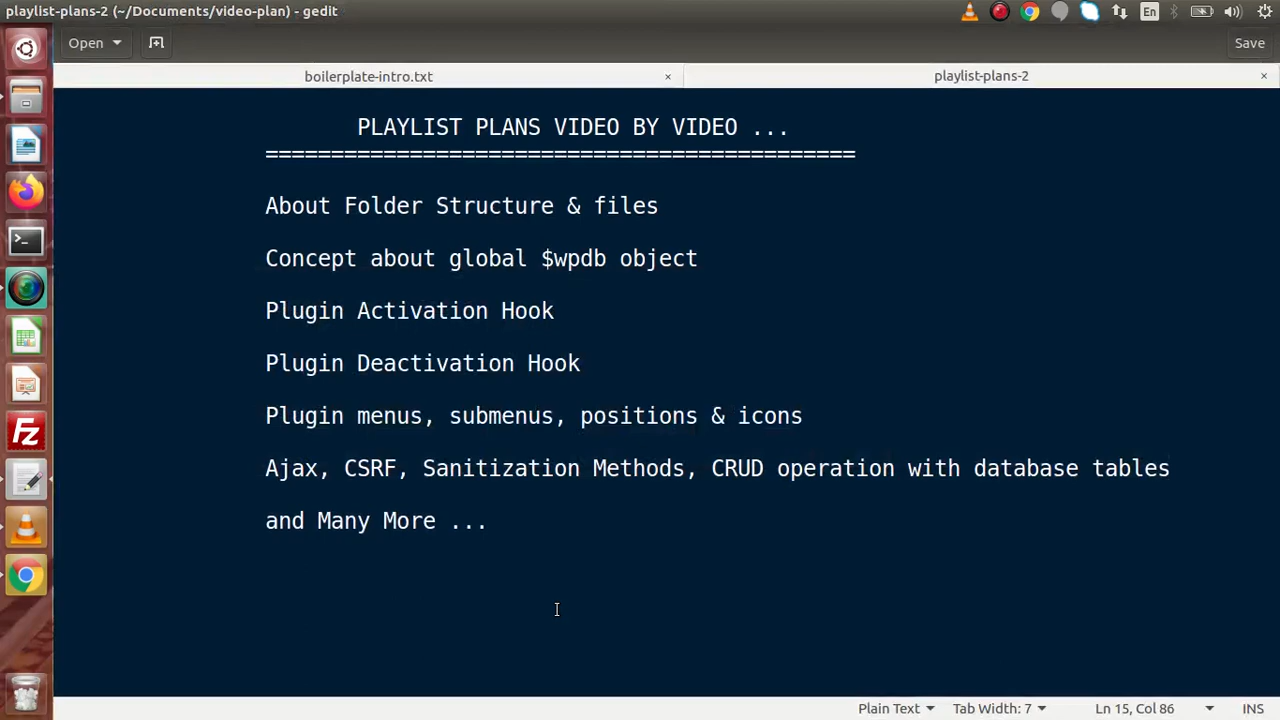 playlist-plans-2 (~/Documents/video-plan) - gedit
En
Open
Save
boilerplate-intro.txt ×
playlist-plans-2 ×
PLAYLIST PLANS VIDEO BY VIDEO ...
=============================================
About Folder Structure & files
Concept about global $wpdb object
Plugin Activation Hook
Plugin Deactivation Hook
Plugin menus, submenus, positions & icons
Ajax, CSRF, Sanitization Methods, CRUD operation with database tables
and Many More ...
Plain Text Tab Width: 7 Ln 15, Col 86 INS